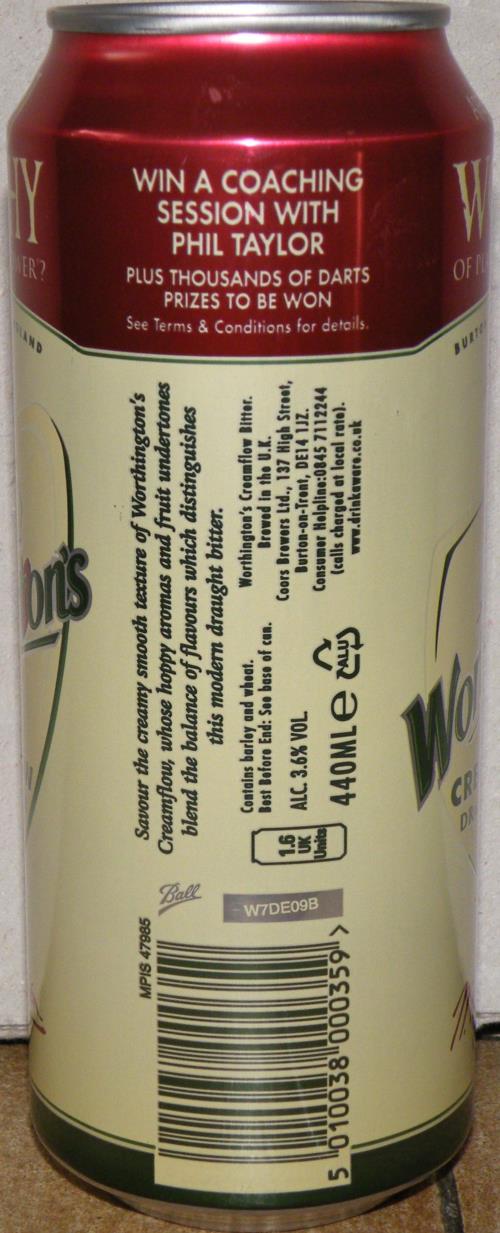 WIN A COACHING
SESSION WITH
PHIL TAYLOR
PLUS THOUSANDS OF DARTS
PRIZES TO BE WON
See Terms & Conditions for details.
Savour the creamy smooth texture of Worthington's
Creamflow, whose hoppy aromas and fruit undertones
blend the balance of flavours which distinguishes
this modern draught bitter.
Worthington's Creamflow Bitter.
Brewed in the U.K.
Coors Brewers Ltd., 137 High Street,
Burton-on-Trent, DE14 1JZ.
Consumer Helpline:0845 7112244
(calls charged at local rate).
www.drinkaware.co.uk
Contains barley and wheat.
Best Before End: See base of can.
ALC. 3.6% VOL.
440MLe
ALU
1.6
UK
Units
Ball
W7DE09B
MPIS 47985
5 010038 000359 >